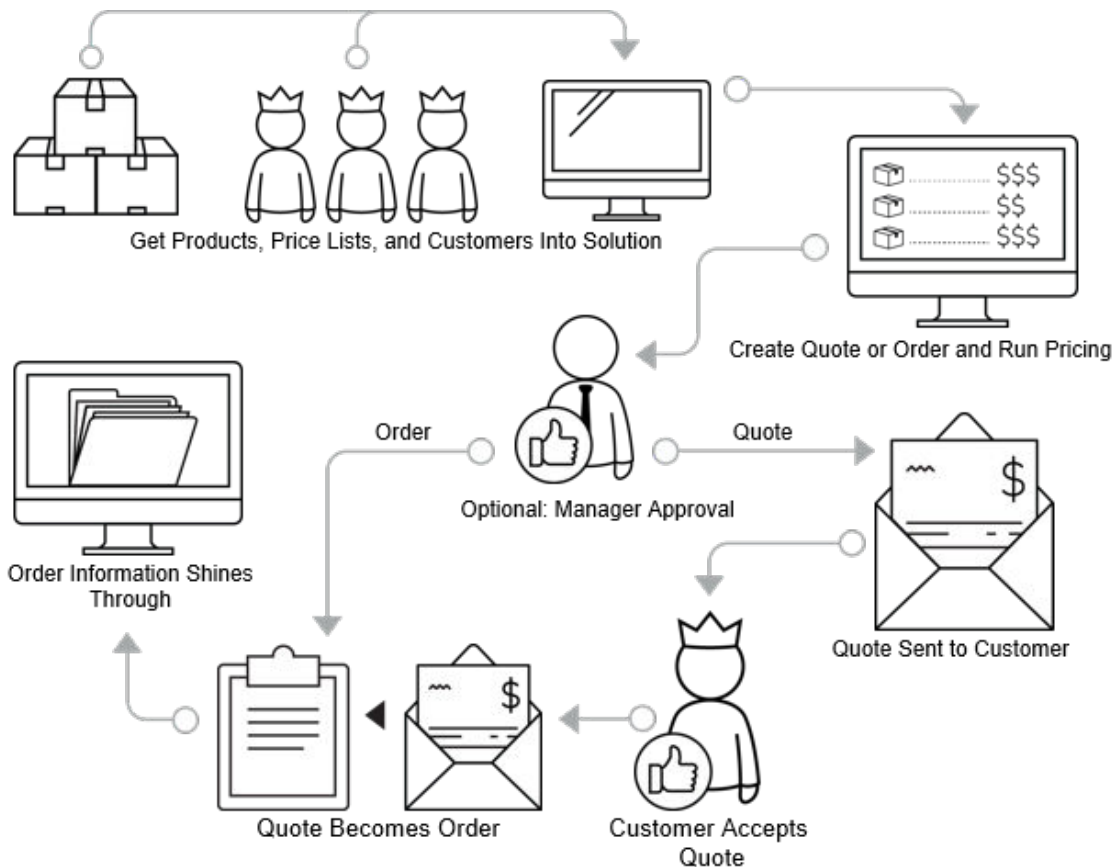 Get Products, Price Lists, and Customers Into Solution
$$$
$$
$$$
Create Quote or Order and Run Pricing
Order
Quote
Optional: Manager Approval
$
Quote Sent to Customer
Order Information Shines
Through
$
Quote Becomes Order
Customer Accepts
Quote